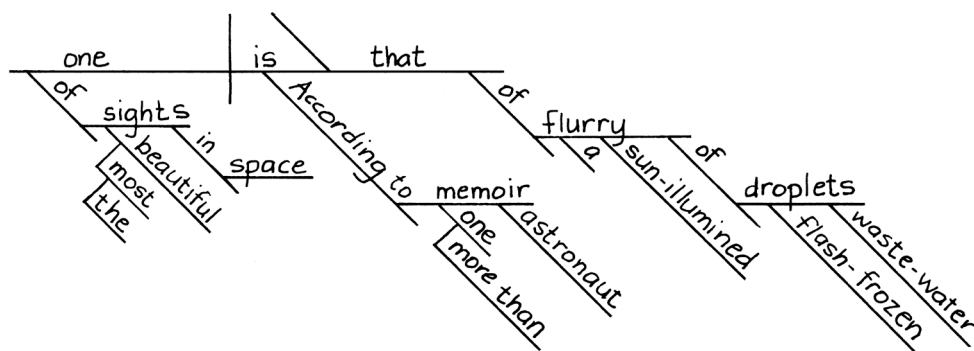 one is that
of sights in space
beautiful
most
the
According to memoir
one
more than
astronaut
of flurry
a
sun-illumined
of droplets
flash-frozen
waste-water